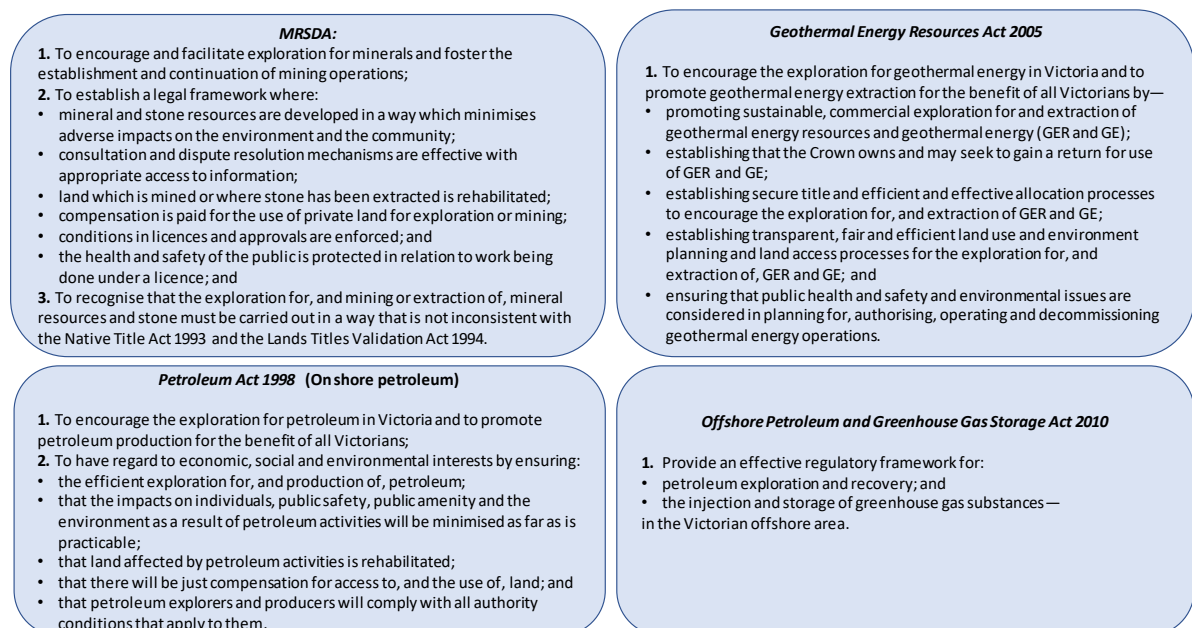 MRSDA:
1. To encourage and facilitate exploration for minerals and foster the
establishment and continuation of mining operations;
2. To establish a legal framework where:
• mineral and stone resources are developed in a way which minimises
adverse impacts on the environment and the community;
• consultation and dispute resolution mechanisms are effective with
appropriate access to information;
• land which is mined or where stone has been extracted is rehabilitated;
• compensation is paid for the use of private land for exploration or mining;
• conditions in licences and approvals are enforced; and
• the health and safety of the public is protected in relation to work being
done under a licence; and
3. To recognise that the exploration for, and mining or extraction of, mineral
resources and stone must be carried out in a way that is not inconsistent with
the Native Title Act 1993 and the Lands Titles Validation Act 1994.
Geothermal Energy Resources Act 2005
1. To encourage the exploration for geothermal energy in Victoria and to
promote geothermal energy extraction for the benefit of all Victorians by—
• promoting sustainable, commercial exploration for and extraction of
geothermal energy resources and geothermal energy (GER and GE);
• establishing that the Crown owns and may seek to gain a return for use
of GER and GE;
• establishing secure title and efficient and effective allocation processes
to encourage the exploration for, and extraction of GER and GE;
• establishing transparent, fair and efficient land use and environment
planning and land access processes for the exploration for, and
extraction of, GER and GE; and
• ensuring that public health and safety and environmental issues are
considered in planning for, authorising, operating and decommissioning
geothermal energy operations.
Petroleum Act 1998 (On shore petroleum)
1. To encourage the exploration for petroleum in Victoria and to promote
petroleum production for the benefit of all Victorians;
2. To have regard to economic, social and environmental interests by ensuring:
• the efficient exploration for, and production of, petroleum;
• that the impacts on individuals, public safety, public amenity and the
environment as a result of petroleum activities will be minimised as far as is
practicable;
• that land affected by petroleum activities is rehabilitated;
• that there will be just compensation for access to, and the use of, land; and
• that petroleum explorers and producers will comply with all authority
conditions that apply to them.
Offshore Petroleum and Greenhouse Gas Storage Act 2010
1. Provide an effective regulatory framework for:
• petroleum exploration and recovery; and
• the injection and storage of greenhouse gas substances—
in the Victorian offshore area.